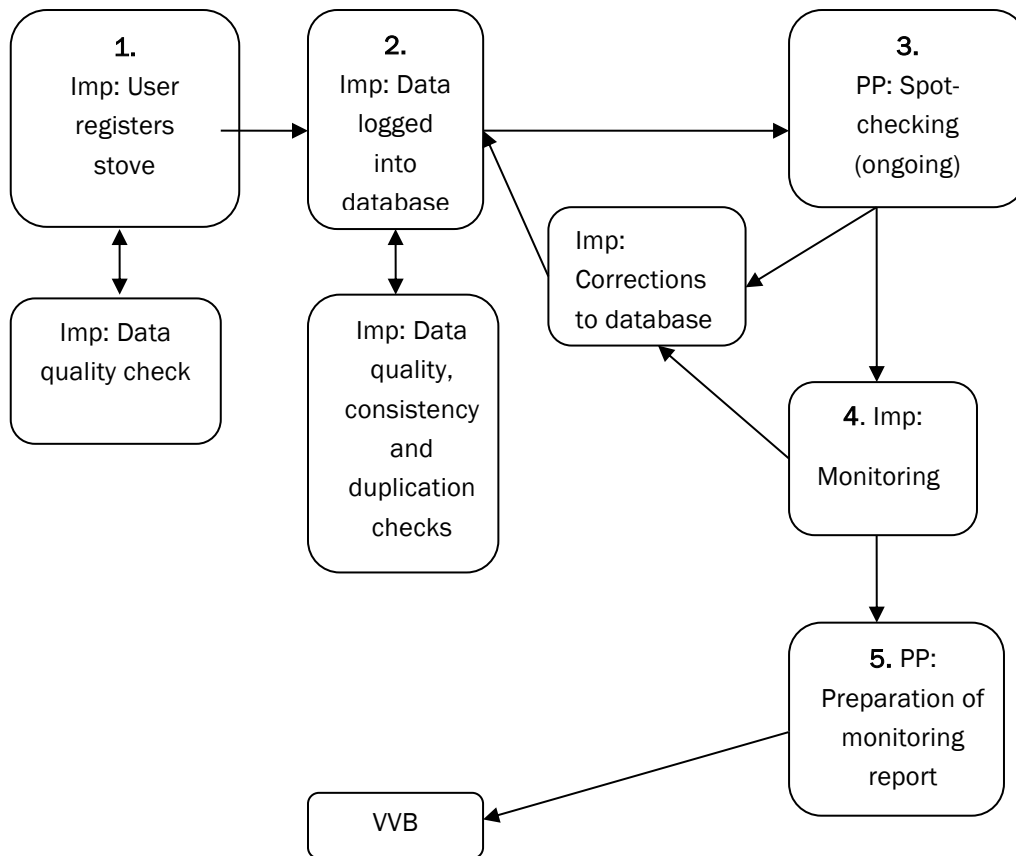 1.
Imp: User
registers
stove
2.
Imp: Data
logged
into
database
3.
PP: Spot-
checking
(ongoing)
Imp:
Corrections
to database
Imp: Data
quality check
Imp: Data
quality,
consistency
and
duplication
checks
4. Imp:
Monitoring
5. PP:
Preparation of
monitoring
report
VVB